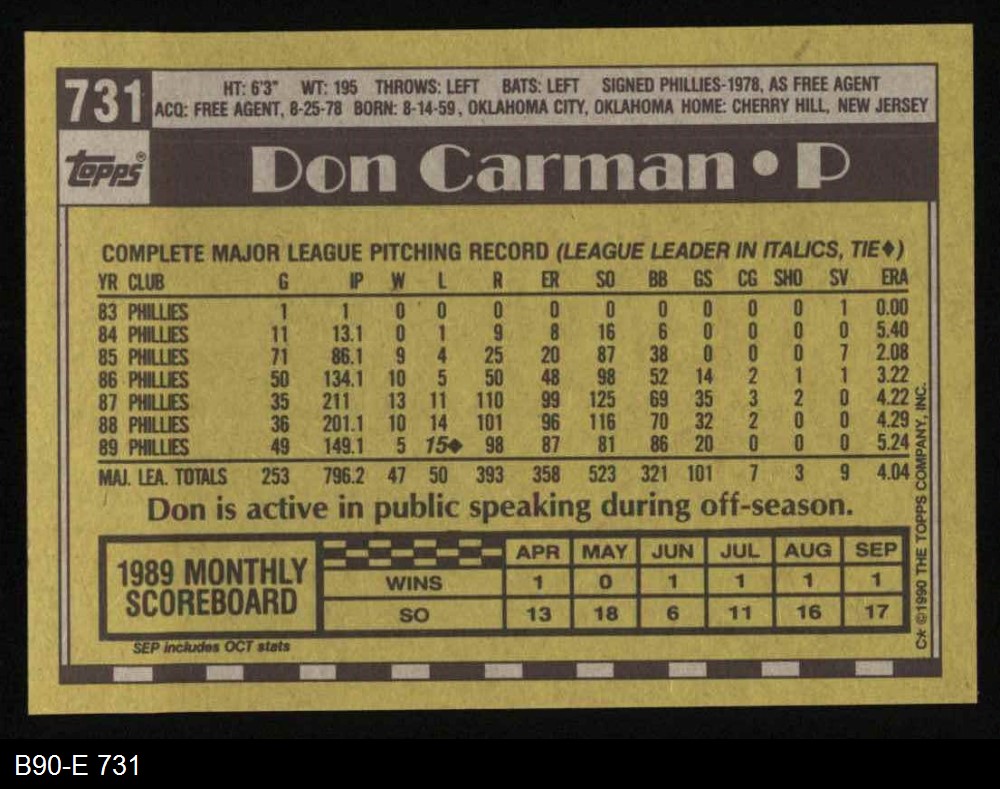 731
HT: 6'3" WT: 195 THROWS: LEFT BATS: LEFT SIGNED PHILLIES-1978, AS FREE AGENT
ACQ: FREE AGENT, 8-25-78 BORN: 8-14-59, OKLAHOMA CITY, OKLAHOMA HOME: CHERRY HILL, NEW JERSEY
topps®
Don Carman • P
COMPLETE MAJOR LEAGUE PITCHING RECORD (LEAGUE LEADER IN ITALICS, TIE♦)
YR CLUB G IP W L R ER SO BB GS CG SHO SV ERA
83 PHILLIES 1 1 0 0 0 0 0 0 0 0 0 1 0.00
84 PHILLIES 11 13.1 0 1 9 8 16 6 0 0 0 0 5.40
85 PHILLIES 71 86.1 9 4 25 20 87 38 0 0 0 7 2.08
86 PHILLIES 50 134.1 10 5 50 48 98 52 14 2 1 1 3.22
87 PHILLIES 35 211 13 11 110 99 125 69 35 3 2 0 4.22
88 PHILLIES 36 201.1 10 14 101 96 116 70 32 2 0 0 4.29
89 PHILLIES 49 149.1 5 15♦ 98 87 81 86 20 0 0 0 5.24
MAJ. LEA. TOTALS 253 796.2 47 50 393 358 523 321 101 7 3 9 4.04
Don is active in public speaking during off-season.
1989 MONTHLY
SCOREBOARD
APR MAY JUN JUL AUG SEP
WINS 1 0 1 1 1 1
SO 13 18 6 11 16 17
SEP includes OCT stats
C* ©1990 THE TOPPS COMPANY, INC.
B90-E 731